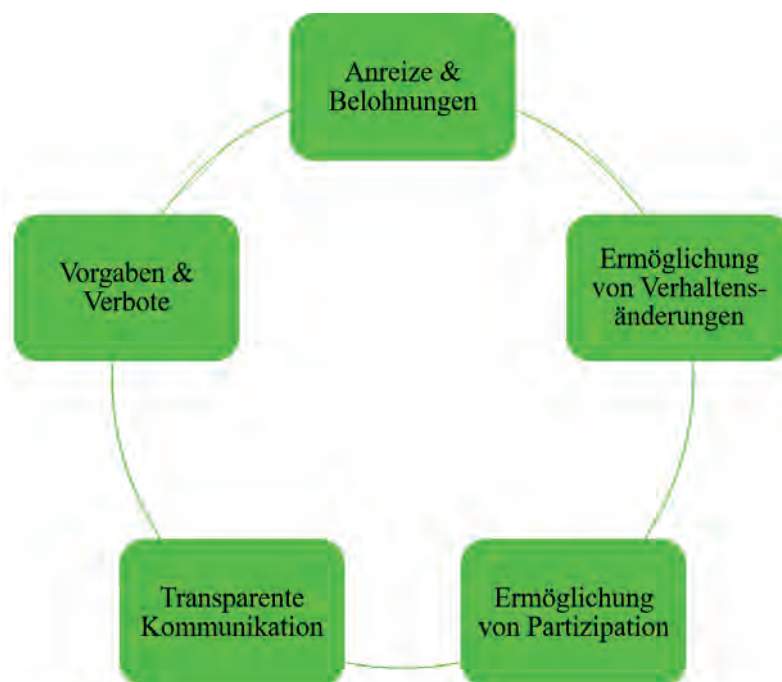 Anreize &
Belohnungen
Ermöglichung
von Verhaltens-
änderungen
Ermöglichung
von Partizipation
Transparente
Kommunikation
Vorgaben &
Verbote